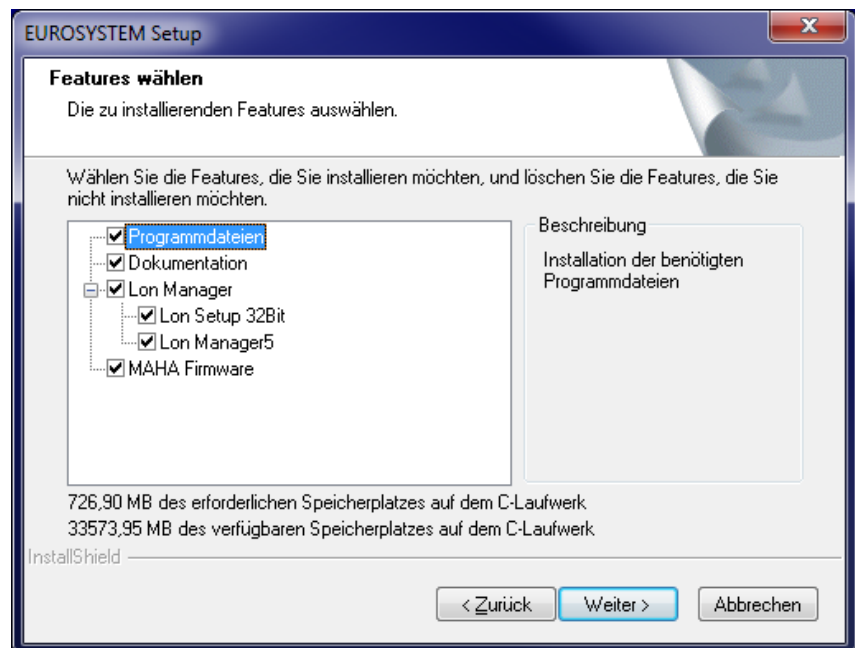 EUROSYSTEM Setup
Features wählen
Die zu installierenden Features auswählen.
Wählen Sie die Features, die Sie installieren möchten, und löschen Sie die Features, die Sie
nicht installieren möchten.
Programmdateien
Dokumentation
Lon Manager
Lon Setup 32Bit
Lon Manager5
MAHA Firmware
Beschreibung
Installation der benötigten
Programmdateien
726,90 MB des erforderlichen Speicherplatzes auf dem C-Laufwerk
33573,95 MB des verfügbaren Speicherplatzes auf dem C-Laufwerk
InstallShield
< Zurück Weiter > Abbrechen